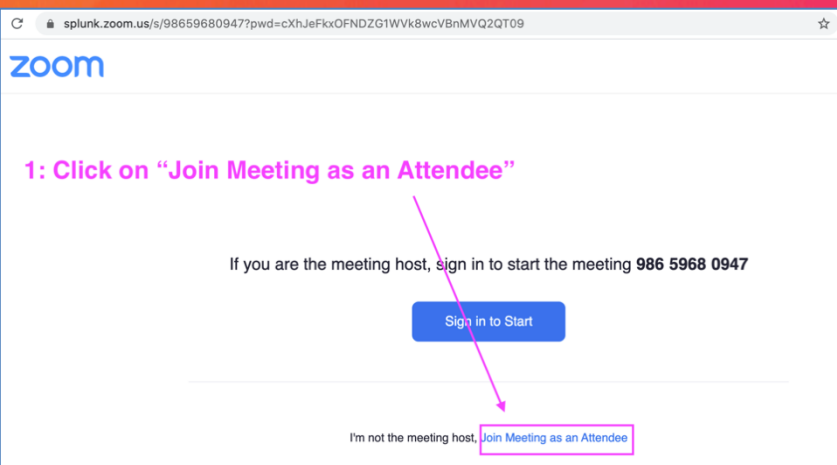 splunk.zoom.us/s/98659680947?pwd=cXhJeFkxOFNDZG1WVk8wcVBnMVQ2QT09
zoom
1: Click on “Join Meeting as an Attendee”
If you are the meeting host, sign in to start the meeting 986 5968 0947
Sign in to Start
I'm not the meeting host, Join Meeting as an Attendee